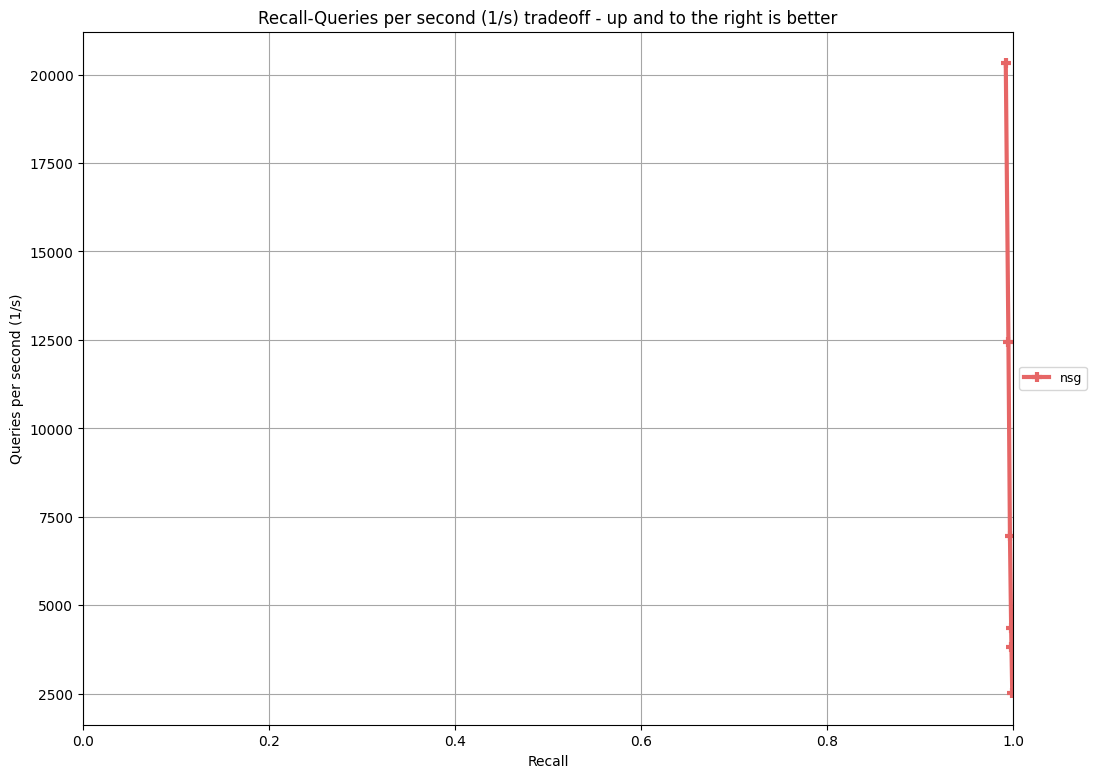 Recall-Queries per second (1/s) tradeoff - up and to the right is better
20000
17500
15000
12500
10000
7500
5000
2500
Queries per second (1/s)
nsg
0.0 0.2 0.4 0.6 0.8 1.0
Recall